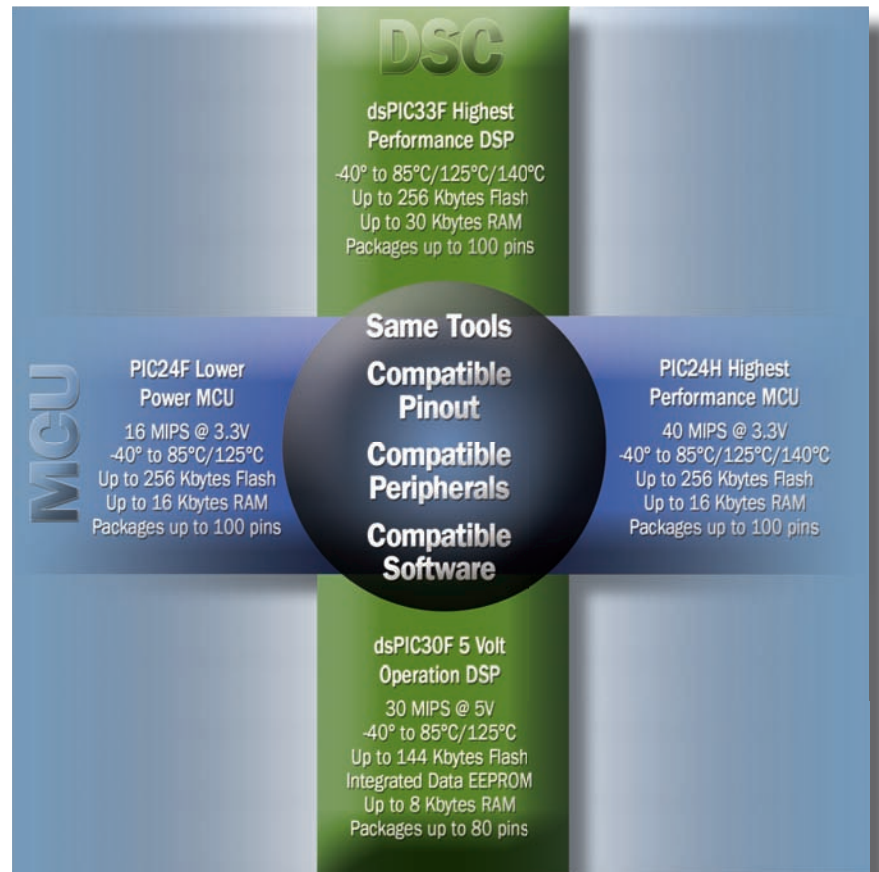 DSC
dsPIC33F Highest
Performance DSP
-40° to 85°C/125°C/140°C
Up to 256 Kbytes Flash
Up to 30 Kbytes RAM
Packages up to 100 pins
MCU
PIC24F Lower
Power MCU
16 MIPS @ 3.3V
-40° to 85°C/125°C
Up to 256 Kbytes Flash
Up to 16 Kbytes RAM
Packages up to 100 pins
Same Tools
Compatible
Pinout
Compatible
Peripherals
Compatible
Software
PIC24H Highest
Performance MCU
40 MIPS @ 3.3V
-40° to 85°C/125°C/140°C
Up to 256 Kbytes Flash
Up to 16 Kbytes RAM
Packages up to 100 pins
dsPIC30F 5 Volt
Operation DSP
30 MIPS @ 5V
-40° to 85°C/125°C
Up to 144 Kbytes Flash
Integrated Data EEPROM
Up to 8 Kbytes RAM
Packages up to 80 pins